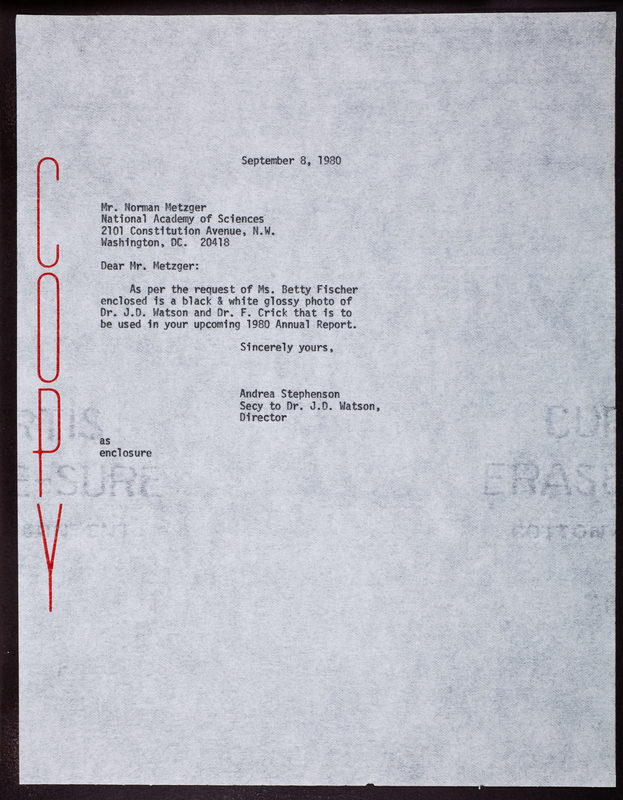 September 8, 1980
Mr. Norman Metzger
National Academy of Sciences
2101 Constitution Avenue, N.W.
Washington, DC. 20418
Dear Mr. Metzger:
As per the request of Ms. Betty Fischer
enclosed is a black & white glossy photo of
Dr. J.D. Watson and Dr. F. Crick that is to
be used in your upcoming 1980 Annual Report.
Sincerely yours,
Andrea Stephenson
Secy to Dr. J.D. Watson,
Director
as
enclosure
COPY